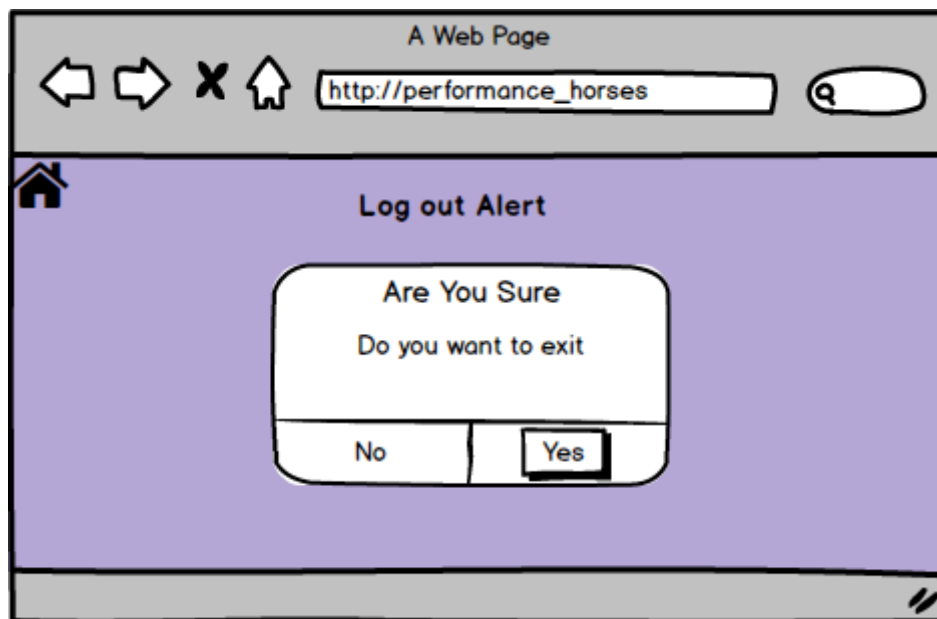 A Web Page
http://performance_horses
Log out Alert
Are You Sure
Do you want to exit
No
Yes